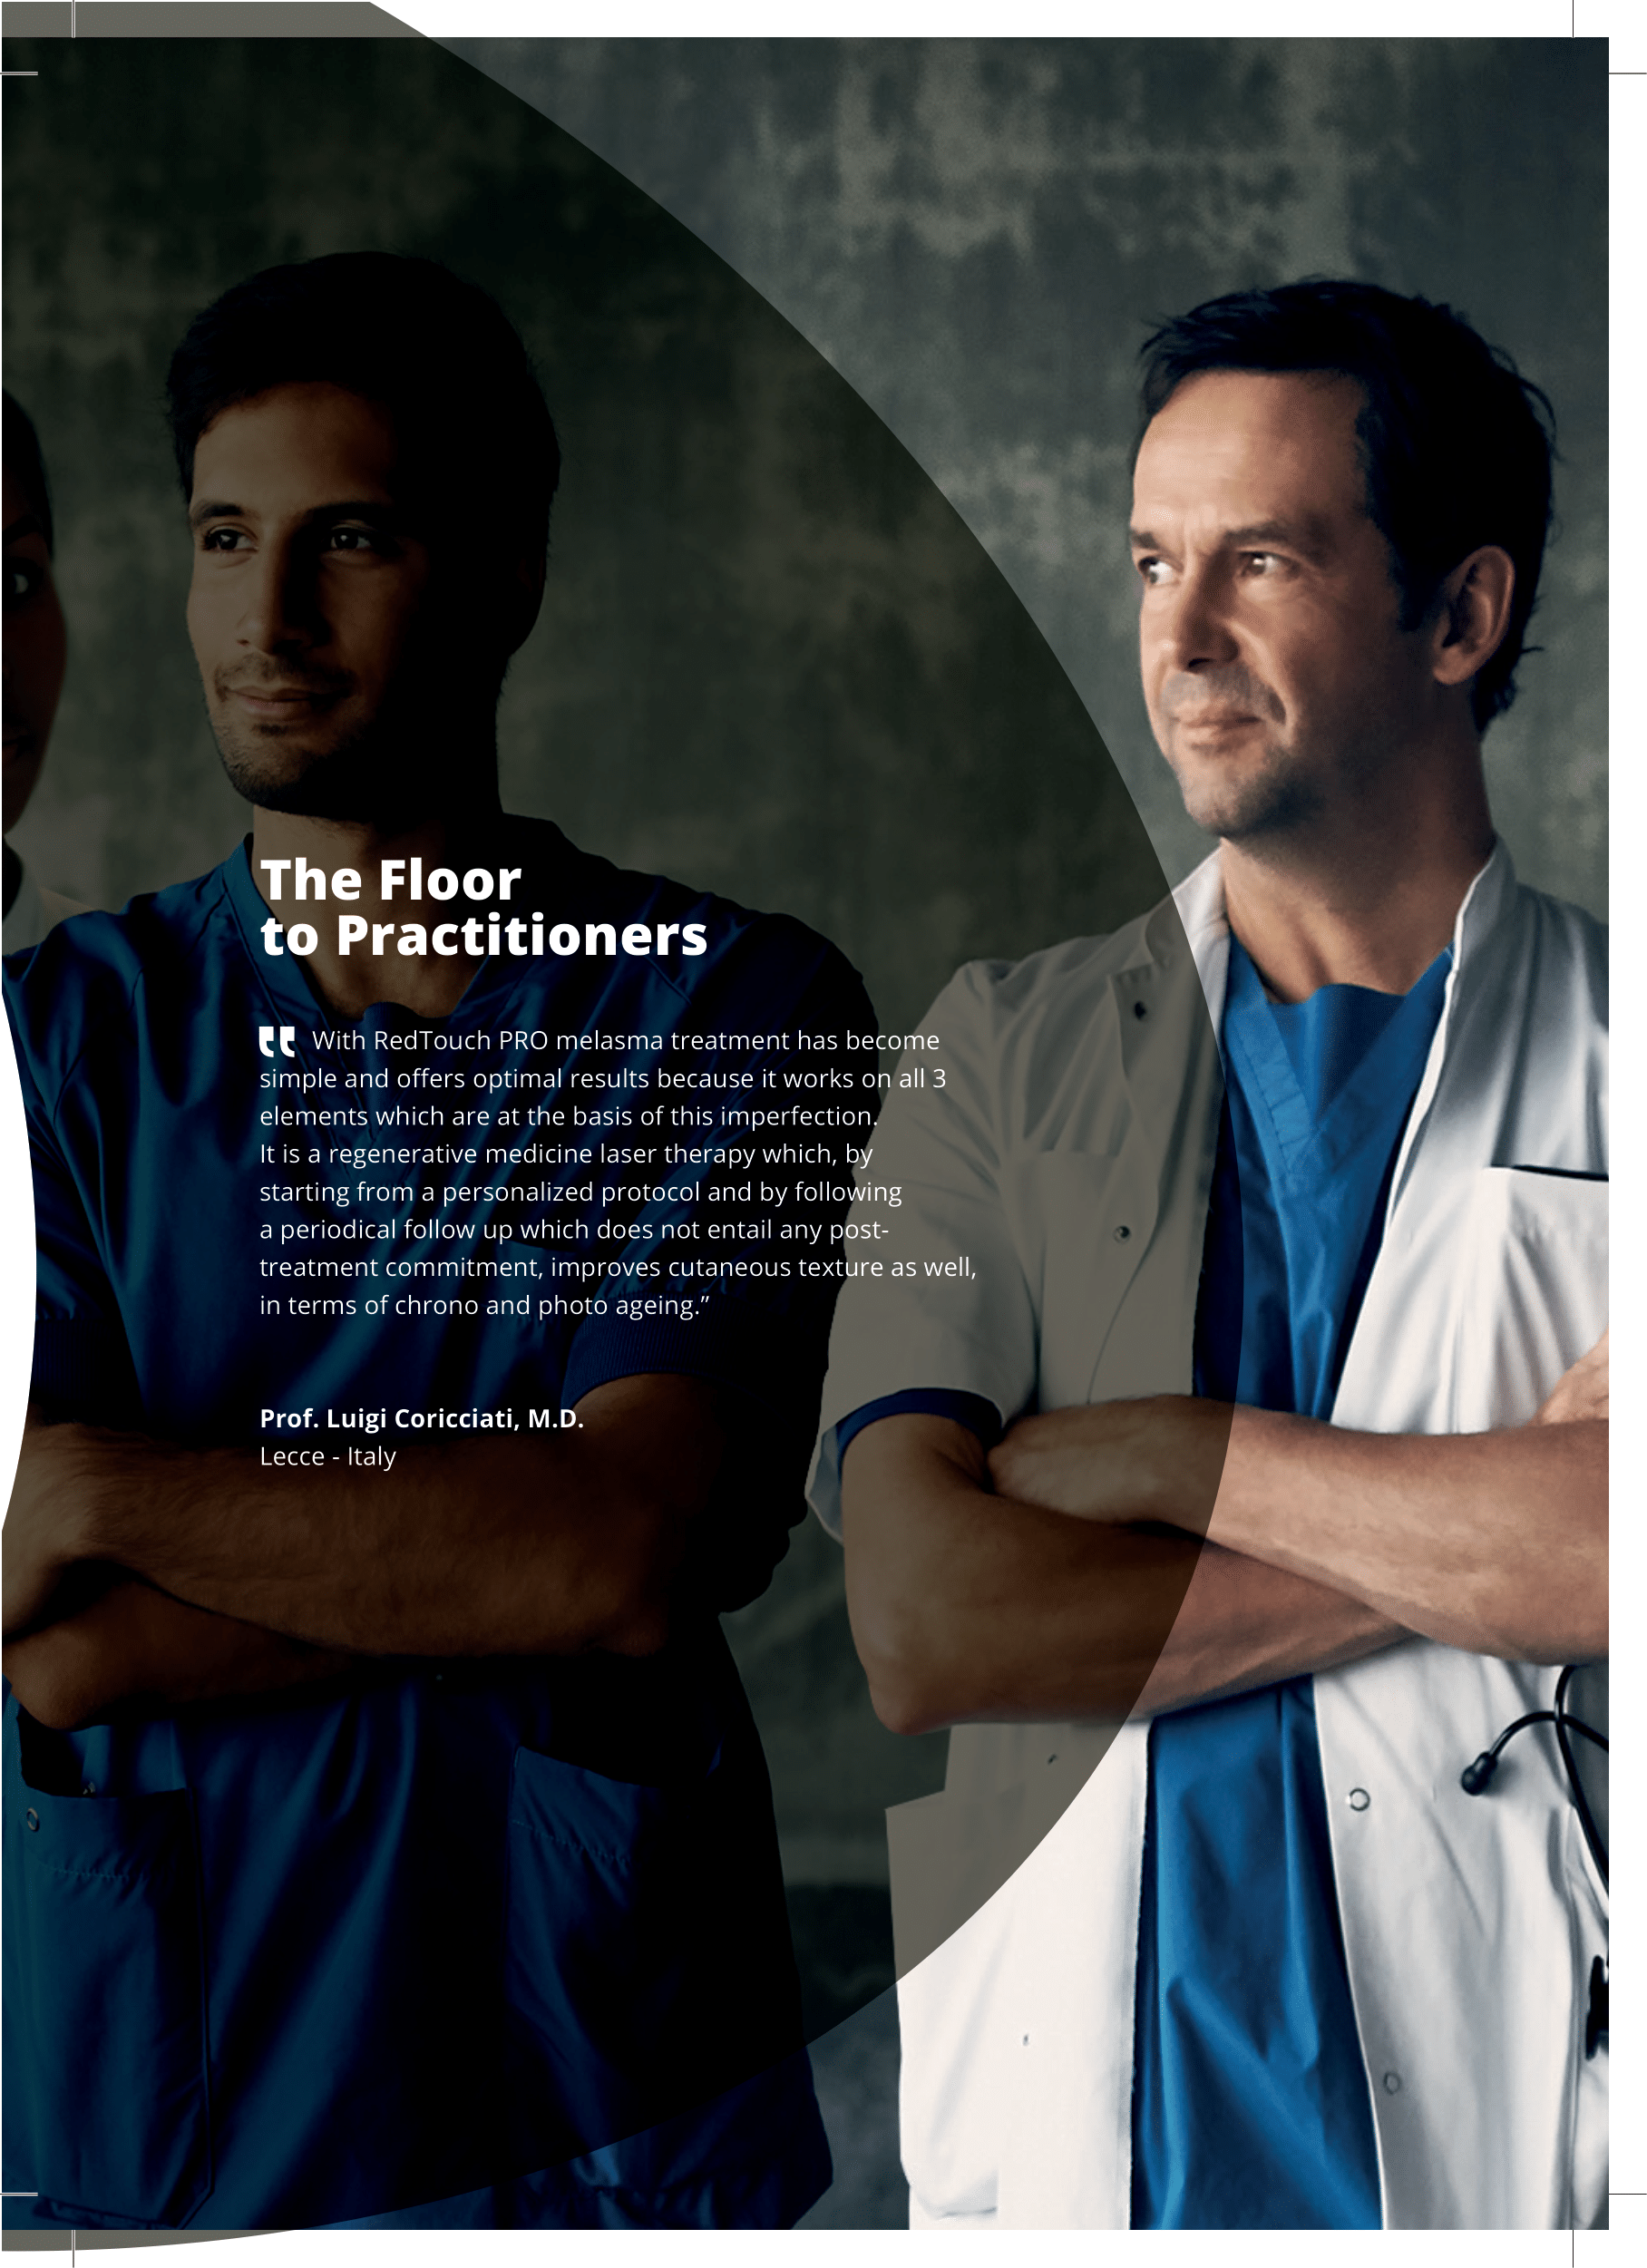 The Floor
to Practitioners
" With RedTouch PRO melasma treatment has become
simple and offers optimal results because it works on all 3
elements which are at the basis of this imperfection.
It is a regenerative medicine laser therapy which, by
starting from a personalized protocol and by following
a periodical follow up which does not entail any post-
treatment commitment, improves cutaneous texture as well,
in terms of chrono and photo ageing.”
Prof. Luigi Coricciati, M.D.
Lecce - Italy